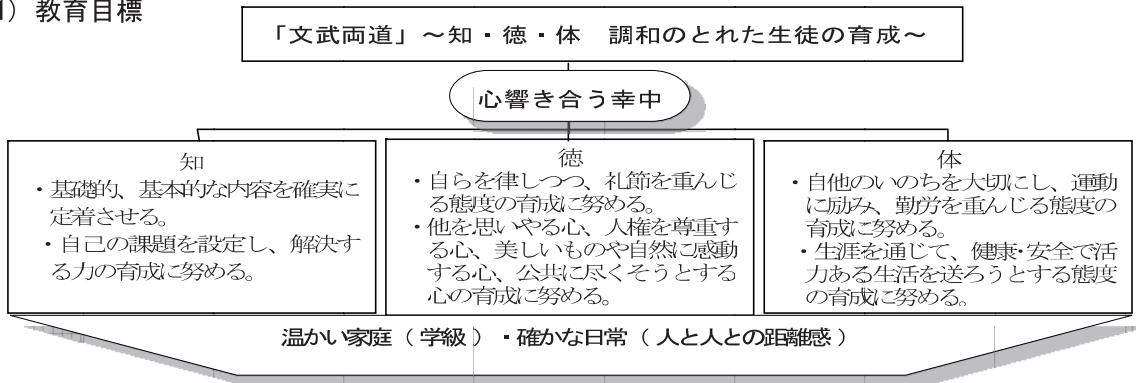 1）教育目標
「文武両道」～知・徳・体　調和のとれた生徒の育成～
心響き合う幸中
知
・基礎的、基本的な内容を確実に
定着させる。
・自己の課題を設定し、解決す
る力の育成に努める。
徳
・自らを律しつつ、礼節を重んじ
る態度の育成に努める。
・他を思いやる心、人権を尊重す
る心、美しいものや自然に感動
する心、公共に尽くそうとする
心の育成に努める。
体
・自他のいのちを大切にし、運動
に励み、勤労を重んじる態度の
育成に努める。
・生涯を通じて、健康・安全で活
力ある生活を送ろうとする態度
の育成に努める。
温かい家庭（学級）・確かな日常（人と人との距離感）